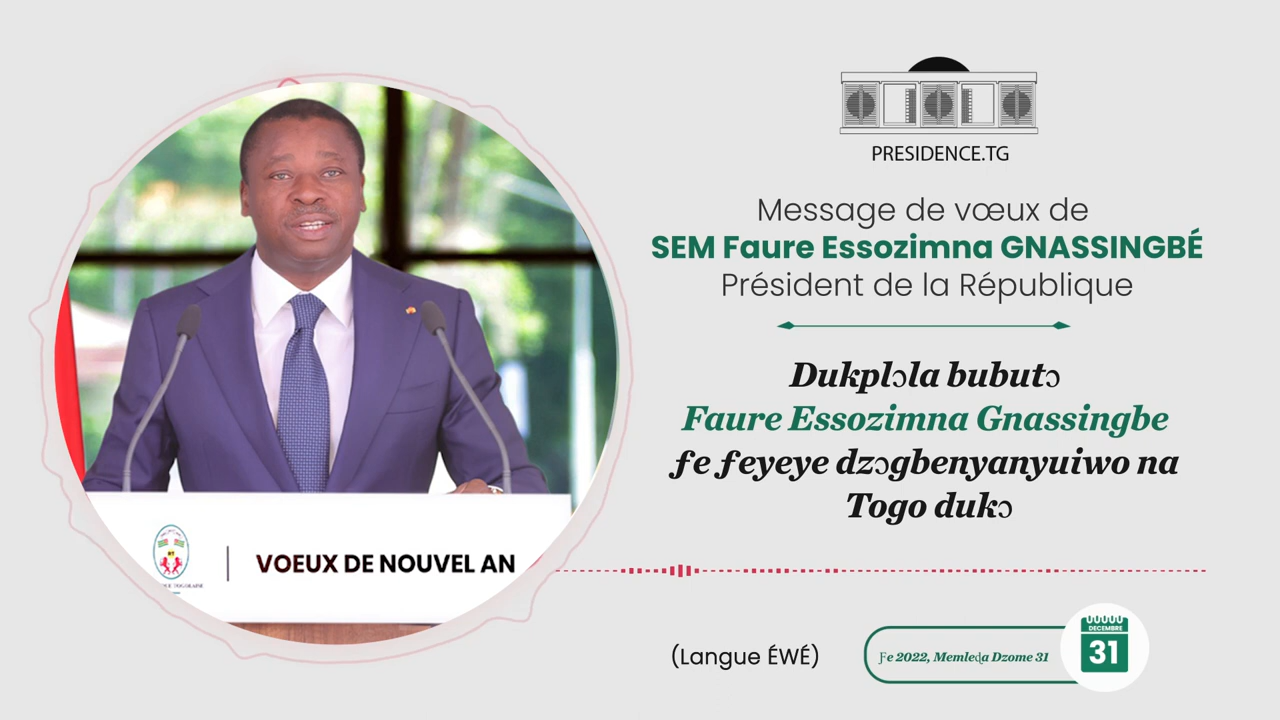 PRESIDENCE.TG
Message de vœux de
SEM Faure Essozimna GNASSINGBÉ
Président de la République
Dukplɔla bubutɔ
Faure Essozimna Gnassingbe
ƒe ƒeyeye dzɔgbenyanyuiwo na
Togo dukɔ
VOEUX DE NOUVEL AN
(Langue ÉWÉ)
Ƒe 2022, Memleɖa Dzome 31
DECEMBRE
31